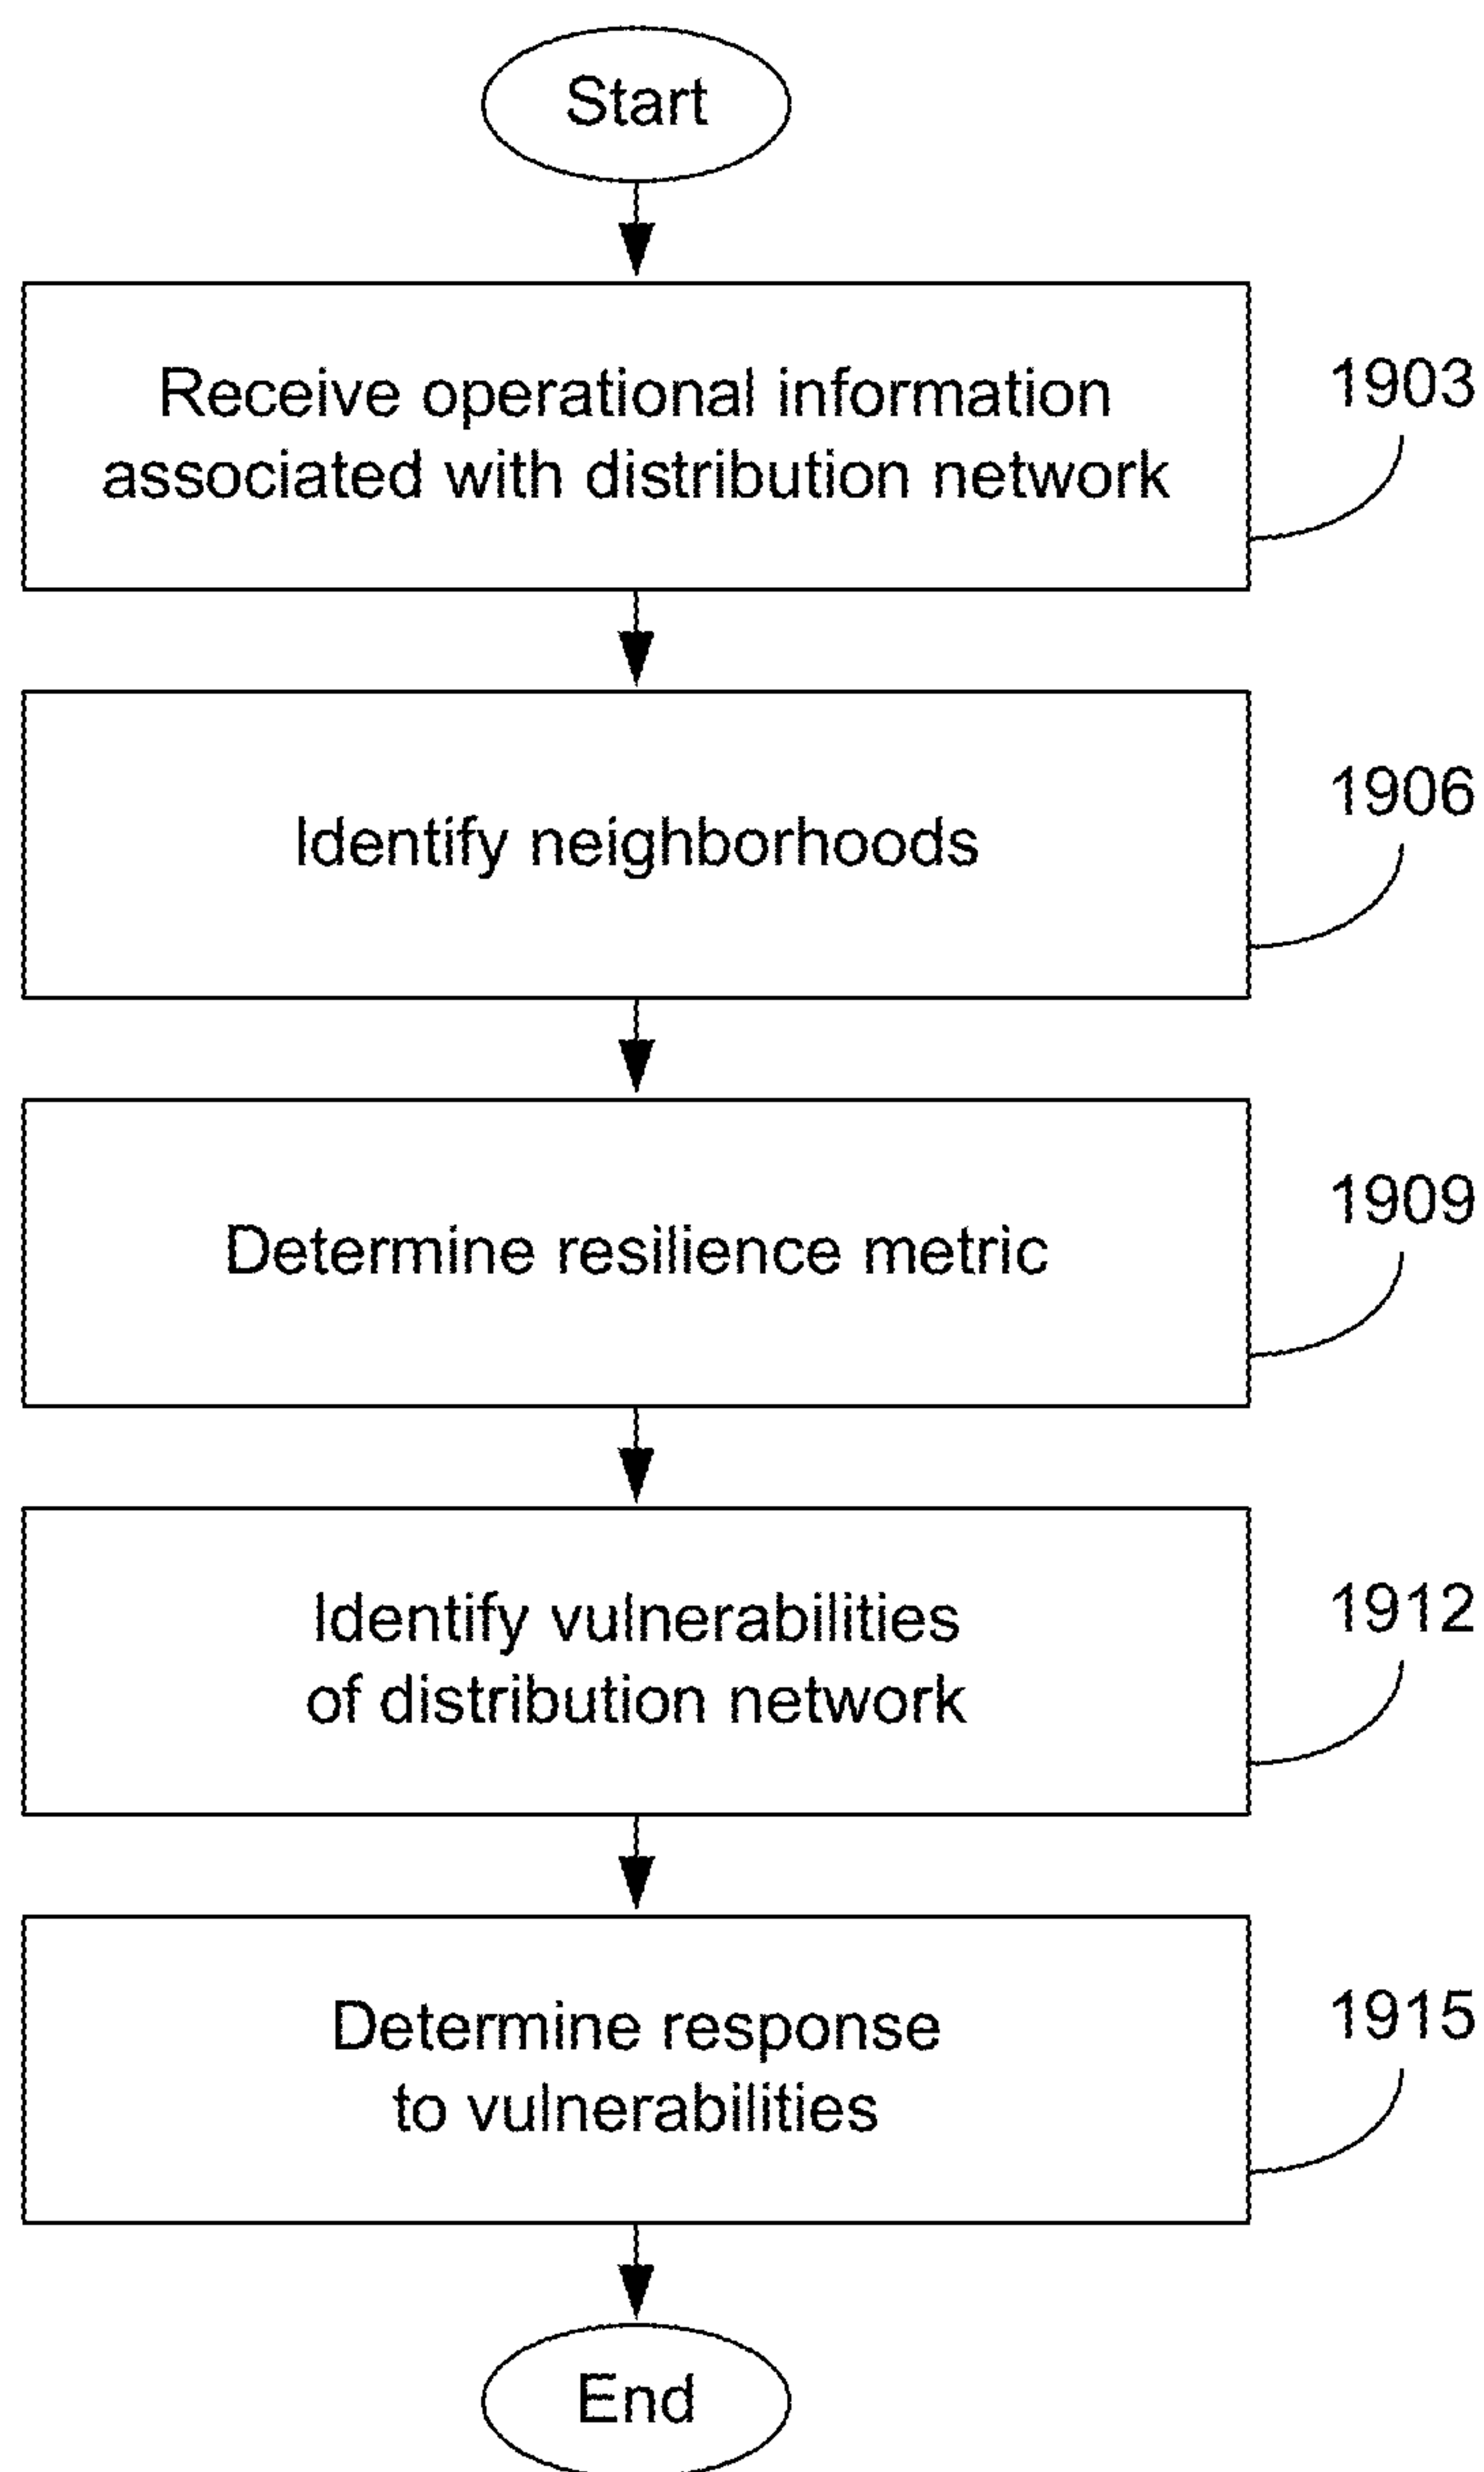 Start
Receive operational information
associated with distribution network
1903
Identify neighborhoods
1906
Determine resilience metric
1909
Identify vulnerabilities
of distribution network
1912
Determine response
to vulnerabilities
1915
End